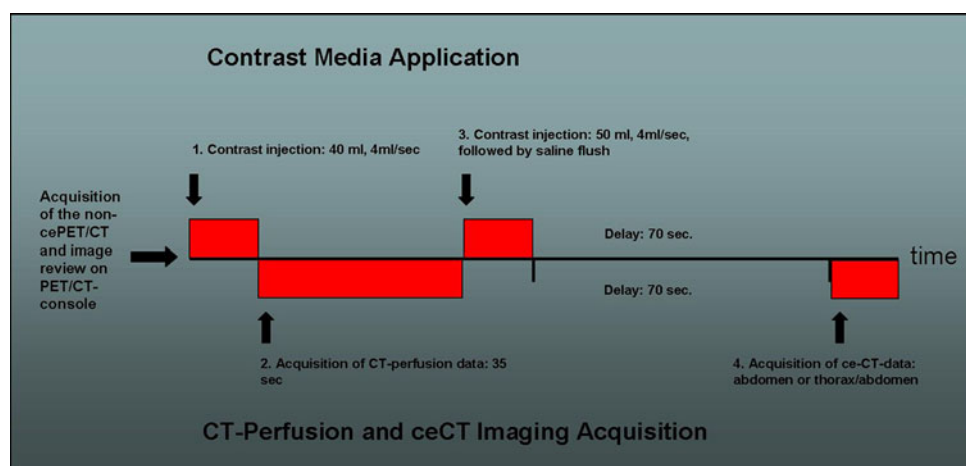 Contrast Media Application
1. Contrast injection: 40 ml, 4ml/sec
3. Contrast injection: 50 ml, 4ml/sec,
followed by saline flush
Acquisition
of the non-
cePET/CT
and image
review on
PET/CT-
console
Delay: 70 sec.
time
Delay: 70 sec.
2. Acquisition of CT-perfusion data: 35
sec
4. Acquisition of ce-CT-data:
abdomen or thorax/abdomen
CT-Perfusion and ceCT Imaging Acquisition